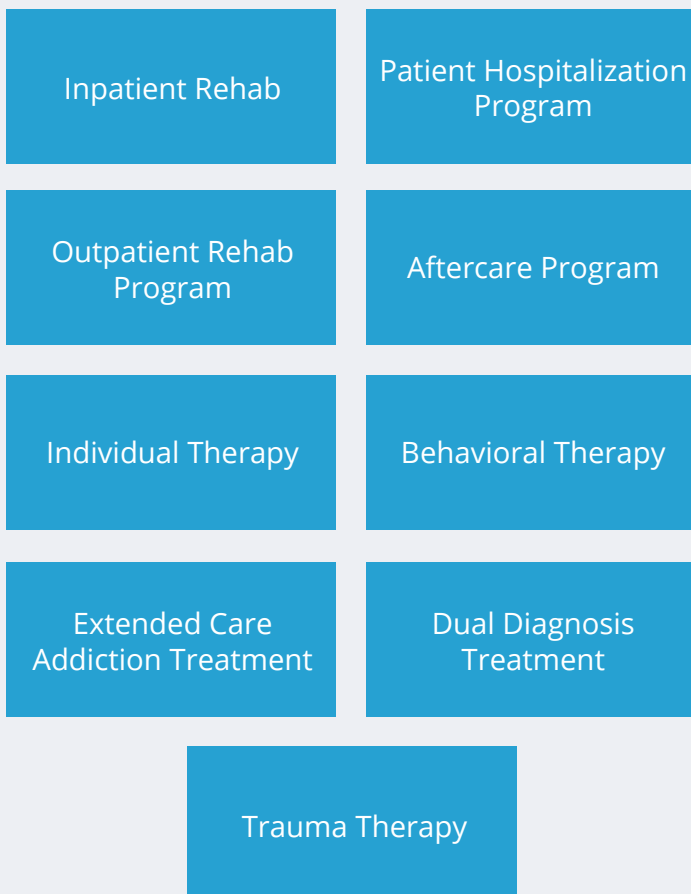 Inpatient Rehab
Patient Hospitalization
Program
Outpatient Rehab
Program
Aftercare Program
Individual Therapy
Behavioral Therapy
Extended Care
Addiction Treatment
Dual Diagnosis
Treatment
Trauma Therapy